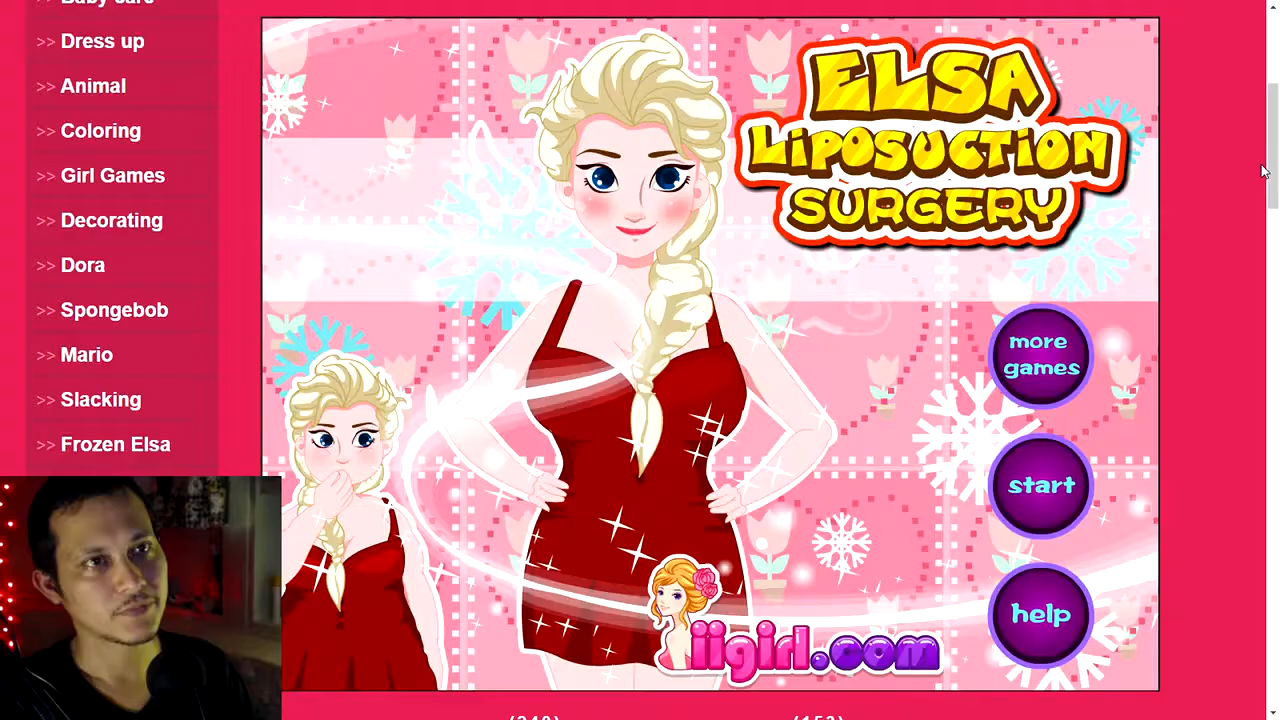 >> Dress up
>> Animal
>> Coloring
>> Girl Games
>> Decorating
>> Dora
>> Spongebob
>> Mario
>> Slacking
>> Frozen Elsa
ELSA
LIPOSUCTION
SURGERY
more
games
start
help
iigirl.com